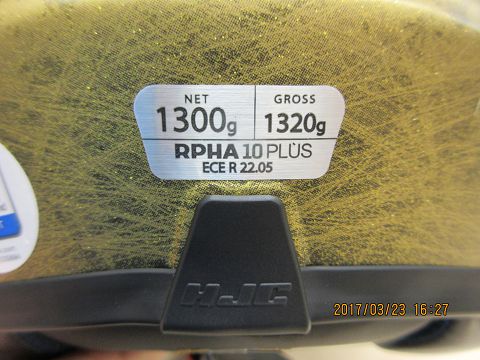 NET GROSS
1300g 1320g
RPHA 10 PLUS
ECE R 22.05
HJC
2017/03/23 16:27